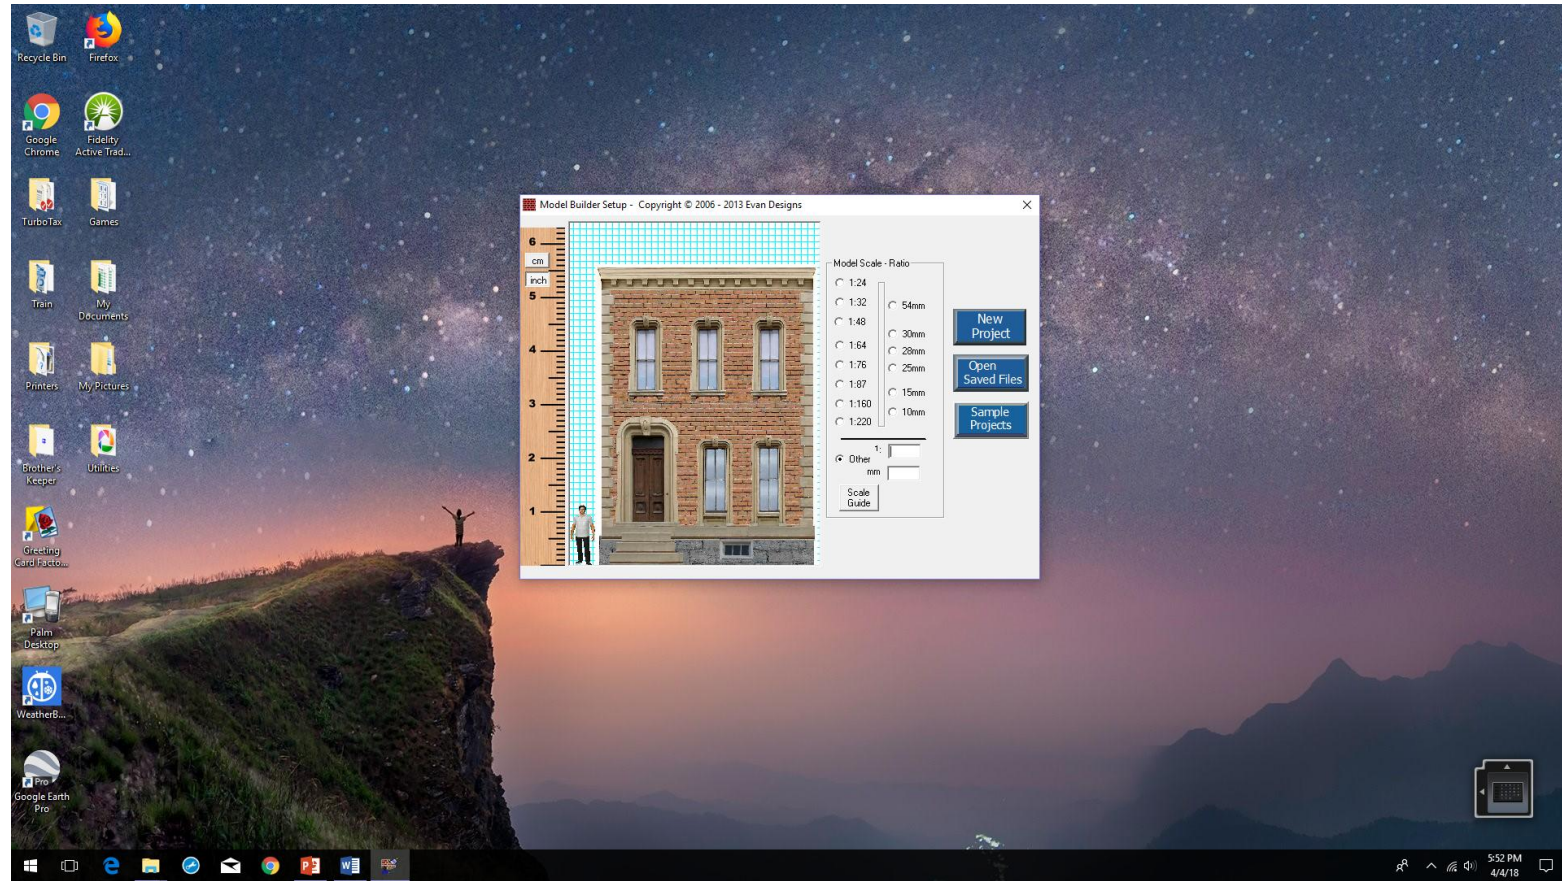 Recycle Bin
Firefox
Google
Chrome
Fidelity
Active Trad...
TurboTax
Games
Train
My
Documents
Printers
My Pictures
Brother's
Keeper
Utilities
Greeting
Card Facto...
Palm
Desktop
WeatherB...
Pro
Google Earth
Pro
Model Builder Setup - Copyright © 2006 - 2013 Evan Designs
6
cm
inch
5
4
3
2
1
Model Scale - Ratio
1:24
1:32
1:48
1:64
1:76
1:87
1:160
1:220
54mm
30mm
28mm
25mm
15mm
10mm
1:
Other
mm
Scale
Guide
New
Project
Open
Saved Files
Sample
Projects
5:52 PM
4/4/18